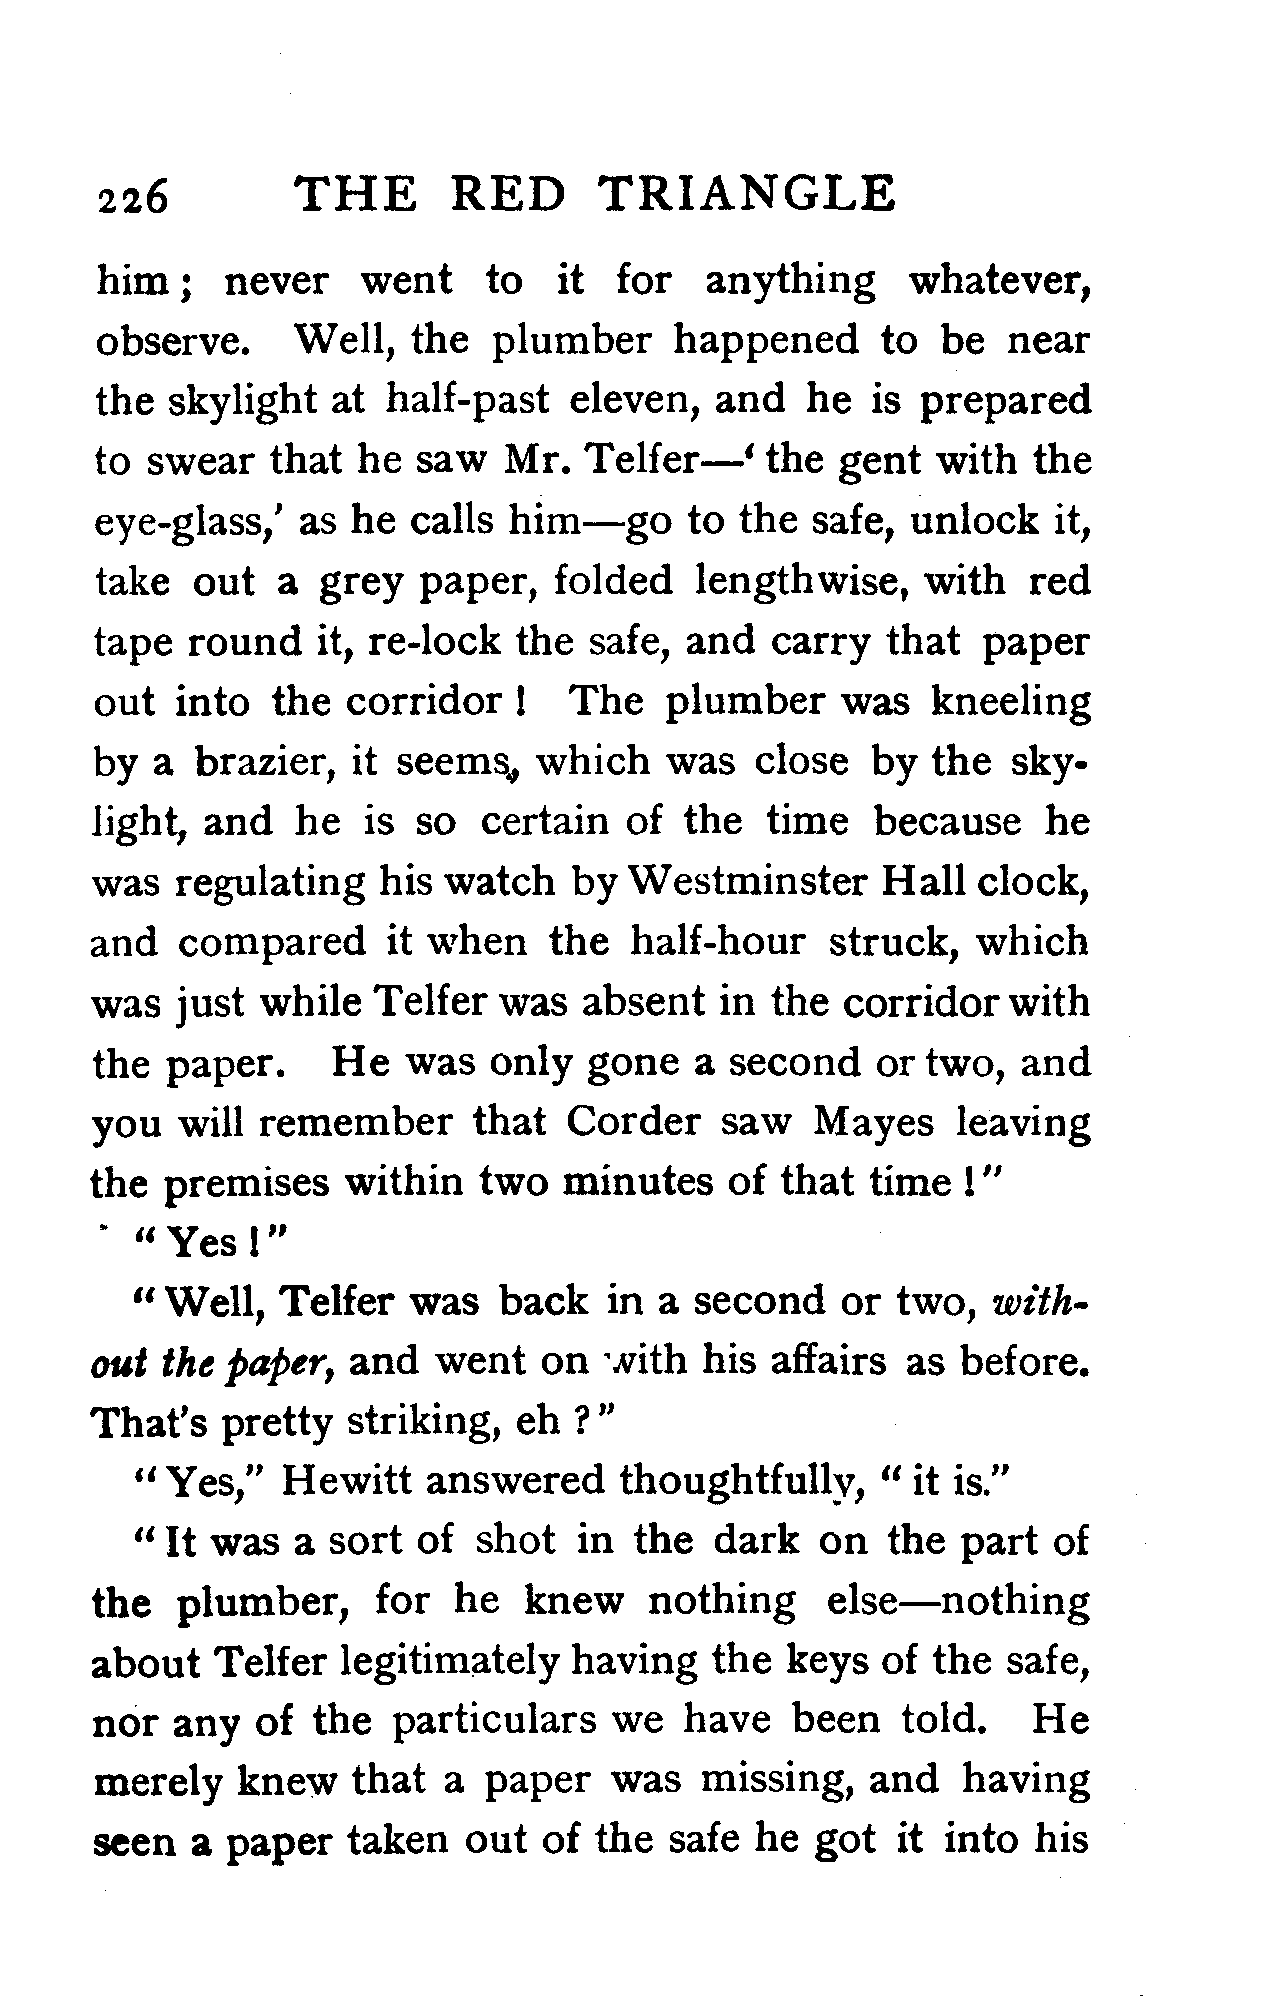 226 THE RED TRIANGLE
him ; never went to it for anything whatever,
observe. Well, the plumber happened to be near
the skylight at half-past eleven, and he is prepared
to swear that he saw Mr. Telfer—‘ the gent with the
eye-glass,’ as he calls him—go to the safe, unlock it,
take out a grey paper, folded lengthwise, with red
tape round it, re-lock the safe, and carry that paper
out into the corridor ! The plumber was kneeling
by a brazier, it seems, which was close by the sky-
light, and he is so certain of the time because he
was regulating his watch by Westminster Hall clock,
and compared it when the half-hour struck, which
was just while Telfer was absent in the corridor with
the paper. He was only gone a second or two, and
you will remember that Corder saw Mayes leaving
the premises within two minutes of that time ! ”
“ Yes ! ”
“ Well, Telfer was back in a second or two, with-
out the paper, and went on with his affairs as before.
That’s pretty striking, eh ? ”
“ Yes,” Hewitt answered thoughtfully, “ it is.”
“ It was a sort of shot in the dark on the part of
the plumber, for he knew nothing else—nothing
about Telfer legitimately having the keys of the safe,
nor any of the particulars we have been told. He
merely knew that a paper was missing, and having
seen a paper taken out of the safe he got it into his